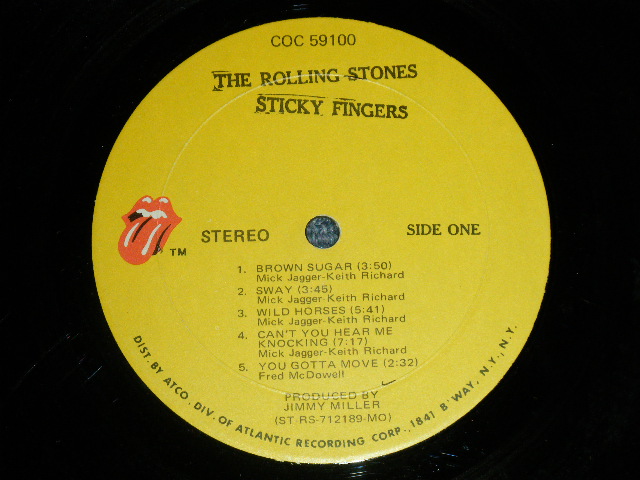 COC 59100
THE ROLLING STONES
STICKY FINGERS
TM
STEREO
SIDE ONE
1. BROWN SUGAR (3:50)
Mick Jagger-Keith Richard
2. SWAY (3:45)
Mick Jagger-Keith Richard
3. WILD HORSES (5:41)
Mick Jagger-Keith Richard
4. CAN'T YOU HEAR ME
KNOCKING (7:17)
Mick Jagger-Keith Richard
5. YOU GOTTA MOVE (2:32)
Fred McDowell
PRODUCED BY
JIMMY MILLER
(ST-RS-712189-MO)
DIST. BY ATCO. DIV. OF ATLANTIC RECORDING CORP., 1841 B'WAY, N.Y., N.Y.